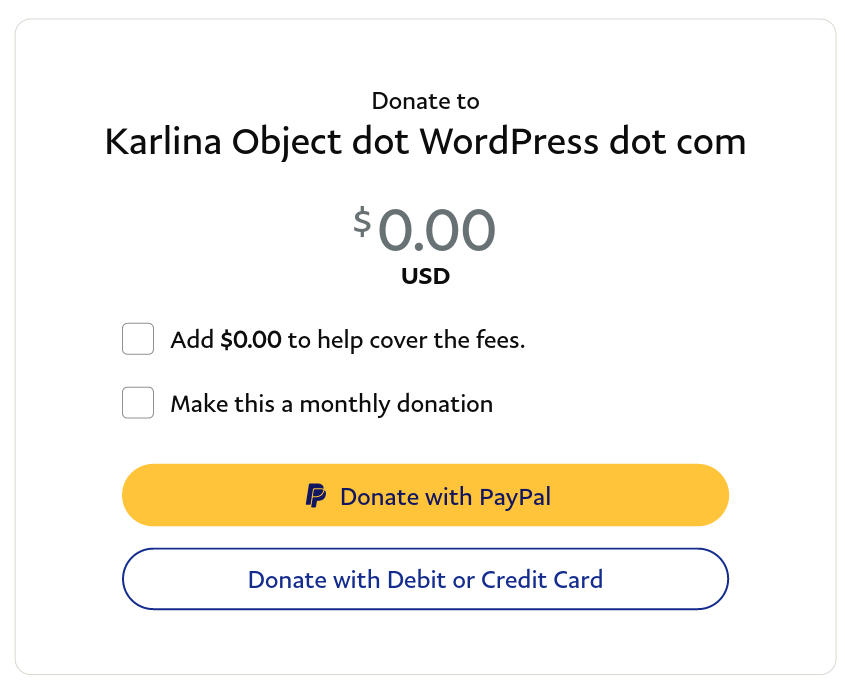 Donate to
Karlina Object dot WordPress dot com
$0.00
USD
Add $0.00 to help cover the fees.
Make this a monthly donation
Donate with PayPal
Donate with Debit or Credit Card